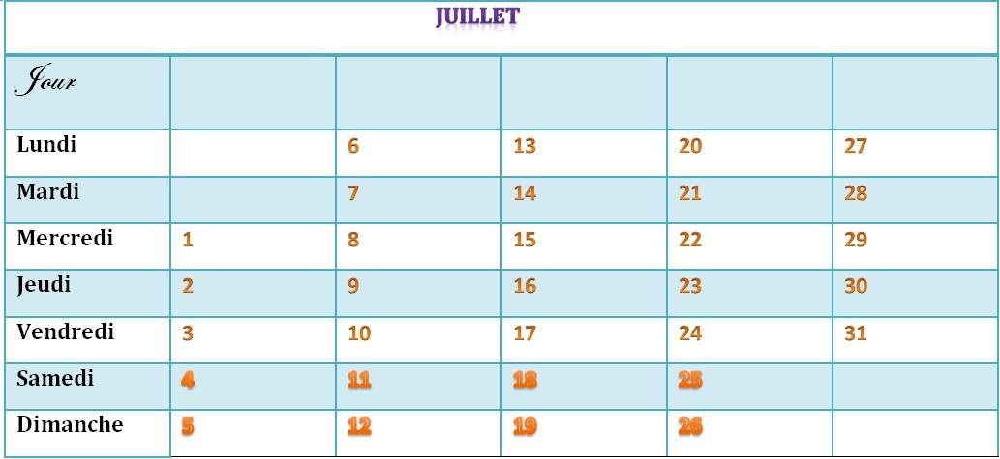 JUILLET
Jour
Lundi 6 13 20 27
Mardi 7 14 21 28
Mercredi 1 8 15 22 29
Jeudi 2 9 16 23 30
Vendredi 3 10 17 24 31
Samedi 4 11 18 25
Dimanche 5 12 19 26